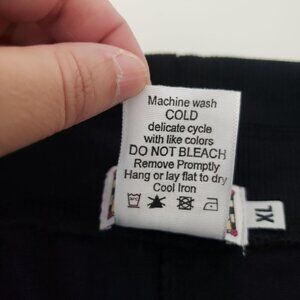 Machine wash
COLD
delicate cycle
with like colors
DO NOT BLEACH
Remove Promptly
Hang or lay flat to dry
Cool Iron
XL